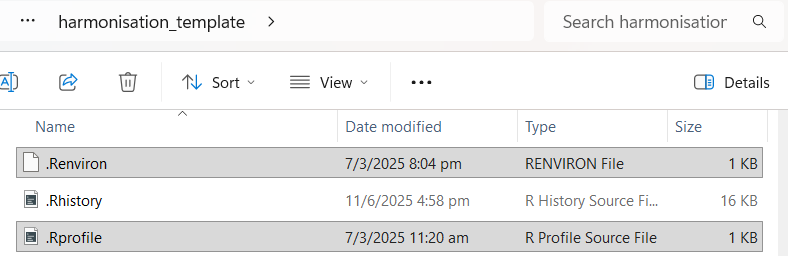 ··· harmonisation_template > Search harmonisatior
Sort View ··· Details
Name Date modified Type Size
.Renviron 7/3/2025 8:04 pm RENVIRON File 1 KB
.Rhistory 11/6/2025 4:58 pm R History Source Fi... 16 KB
.Rprofile 7/3/2025 11:20 am R Profile Source File 1 KB